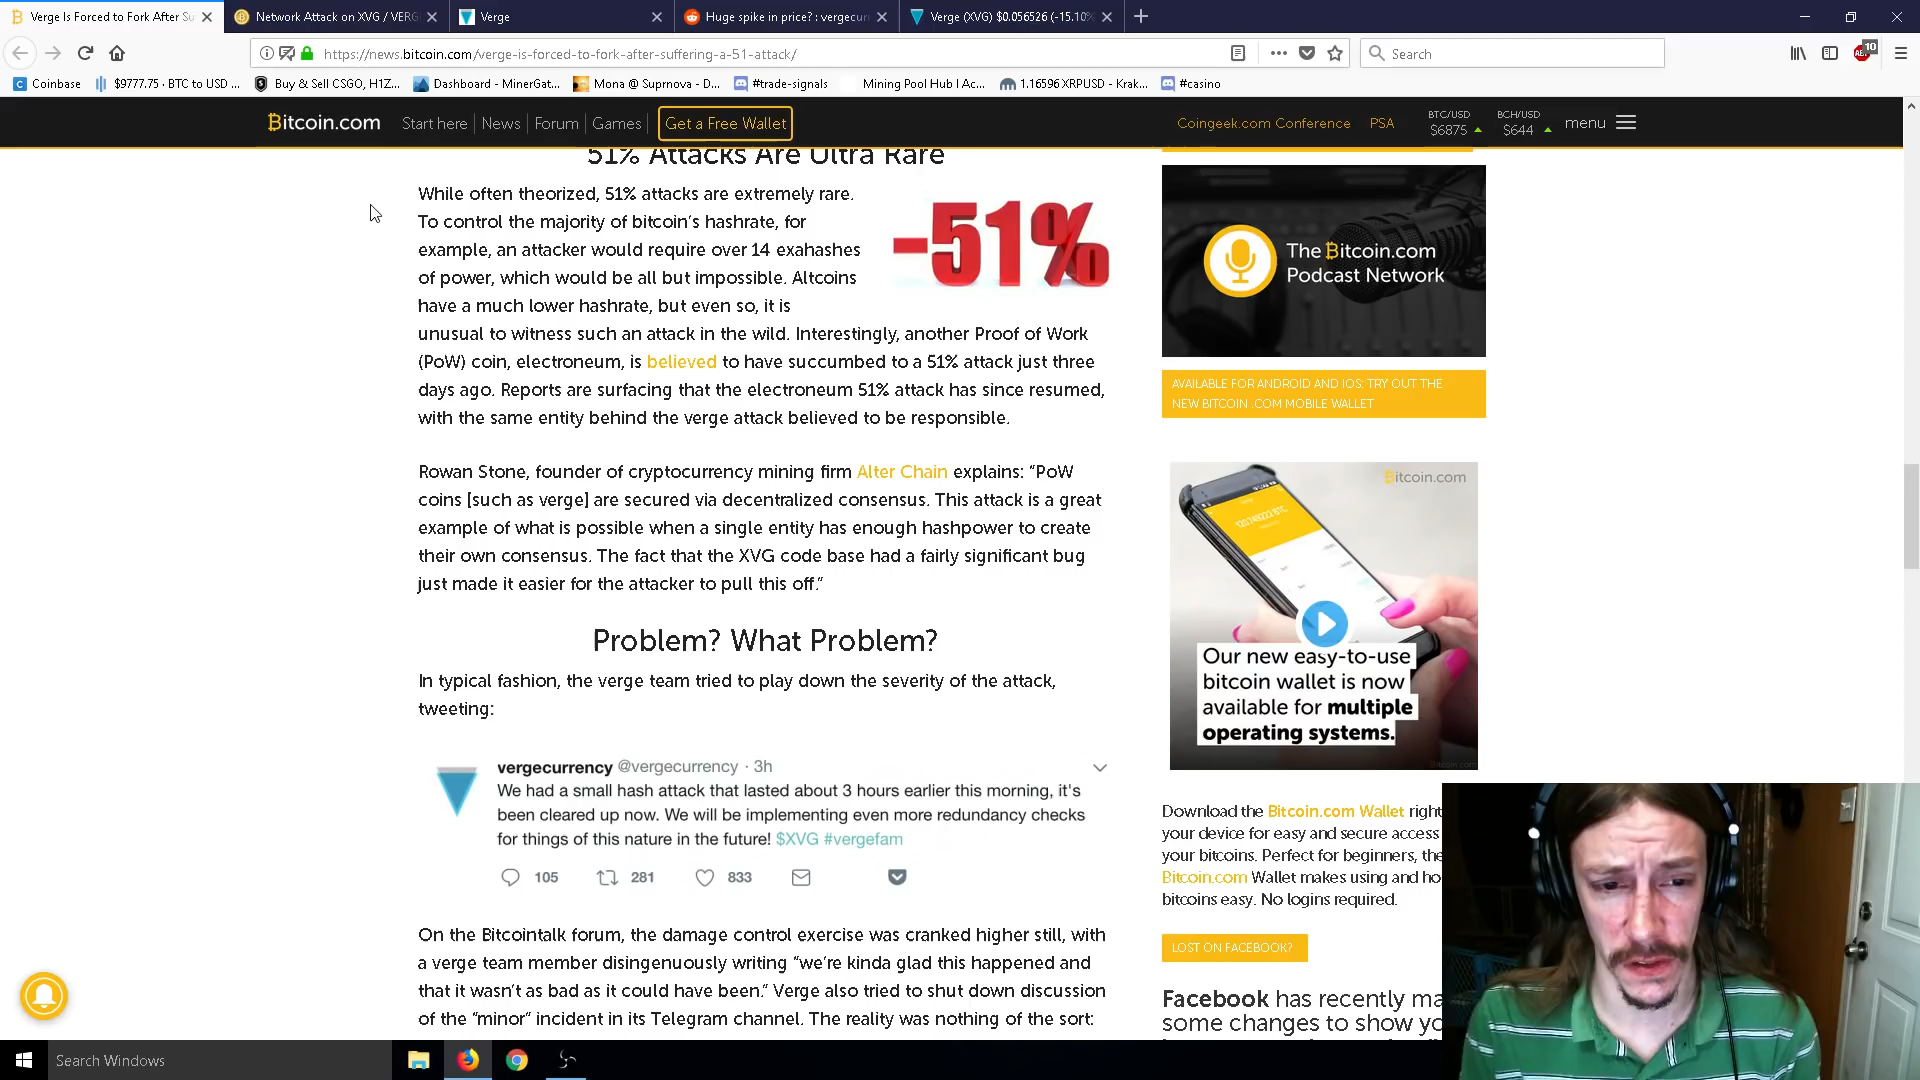 Verge Is Forced to Fork After Su
Network Attack on XVG / VERG
Verge
Huge spike in price? : vergecur
Verge (XVG) $0.056526 (-15.10%
https://news.bitcoin.com/verge-is-forced-to-fork-after-suffering-a-51-attack/
Search
10
Coinbase
$9777.75 · BTC to USD ...
Buy & Sell CSGO, H1Z...
Dashboard - MinerGat...
Mona @ Suprnova - D...
#trade-signals
Mining Pool Hub | Ac...
1.16596 XRPUSD - Krak...
#casino
Bitcoin.com
Start here
News
Forum
Games
Get a Free Wallet
Coingeek.com Conference
PSA
BTC/USD
$6875
BCH/USD
$644
menu
51% Attacks Are Ultra Rare
While often theorized, 51% attacks are extremely rare.
To control the majority of bitcoin's hashrate, for
example, an attacker would require over 14 exahashes
of power, which would be all but impossible. Altcoins
have a much lower hashrate, but even so, it is
unusual to witness such an attack in the wild. Interestingly, another Proof of Work
(PoW) coin, electroneum, is believed to have succumbed to a 51% attack just three
days ago. Reports are surfacing that the electroneum 51% attack has since resumed,
with the same entity behind the verge attack believed to be responsible.
-51%
Rowan Stone, founder of cryptocurrency mining firm Alter Chain explains: “PoW
coins [such as verge] are secured via decentralized consensus. This attack is a great
example of what is possible when a single entity has enough hashpower to create
their own consensus. The fact that the XVG code base had a fairly significant bug
just made it easier for the attacker to pull this off.”
Problem? What Problem?
In typical fashion, the verge team tried to play down the severity of the attack,
tweeting:
vergecurrency @vergecurrency · 3h
We had a small hash attack that lasted about 3 hours earlier this morning, it's
been cleared up now. We will be implementing even more redundancy checks
for things of this nature in the future! $XVG #vergefam
105
281
833
On the Bitcointalk forum, the damage control exercise was cranked higher still, with
a verge team member disingenuously writing “we're kinda glad this happened and
that it wasn't as bad as it could have been.” Verge also tried to shut down discussion
of the “minor” incident in its Telegram channel. The reality was nothing of the sort:
The Bitcoin.com
Podcast Network
AVAILABLE FOR ANDROID AND IOS: TRY OUT THE
NEW BITCOIN .COM MOBILE WALLET
Bitcoin.com
Our new easy-to-use
bitcoin wallet is now
available for multiple
operating systems.
Download the Bitcoin.com Wallet right
your device for easy and secure access
your bitcoins. Perfect for beginners, the
Bitcoin.com Wallet makes using and ho
bitcoins easy. No logins required.
LOST ON FACEBOOK?
Facebook has recently ma
some changes to show yo
Search Windows